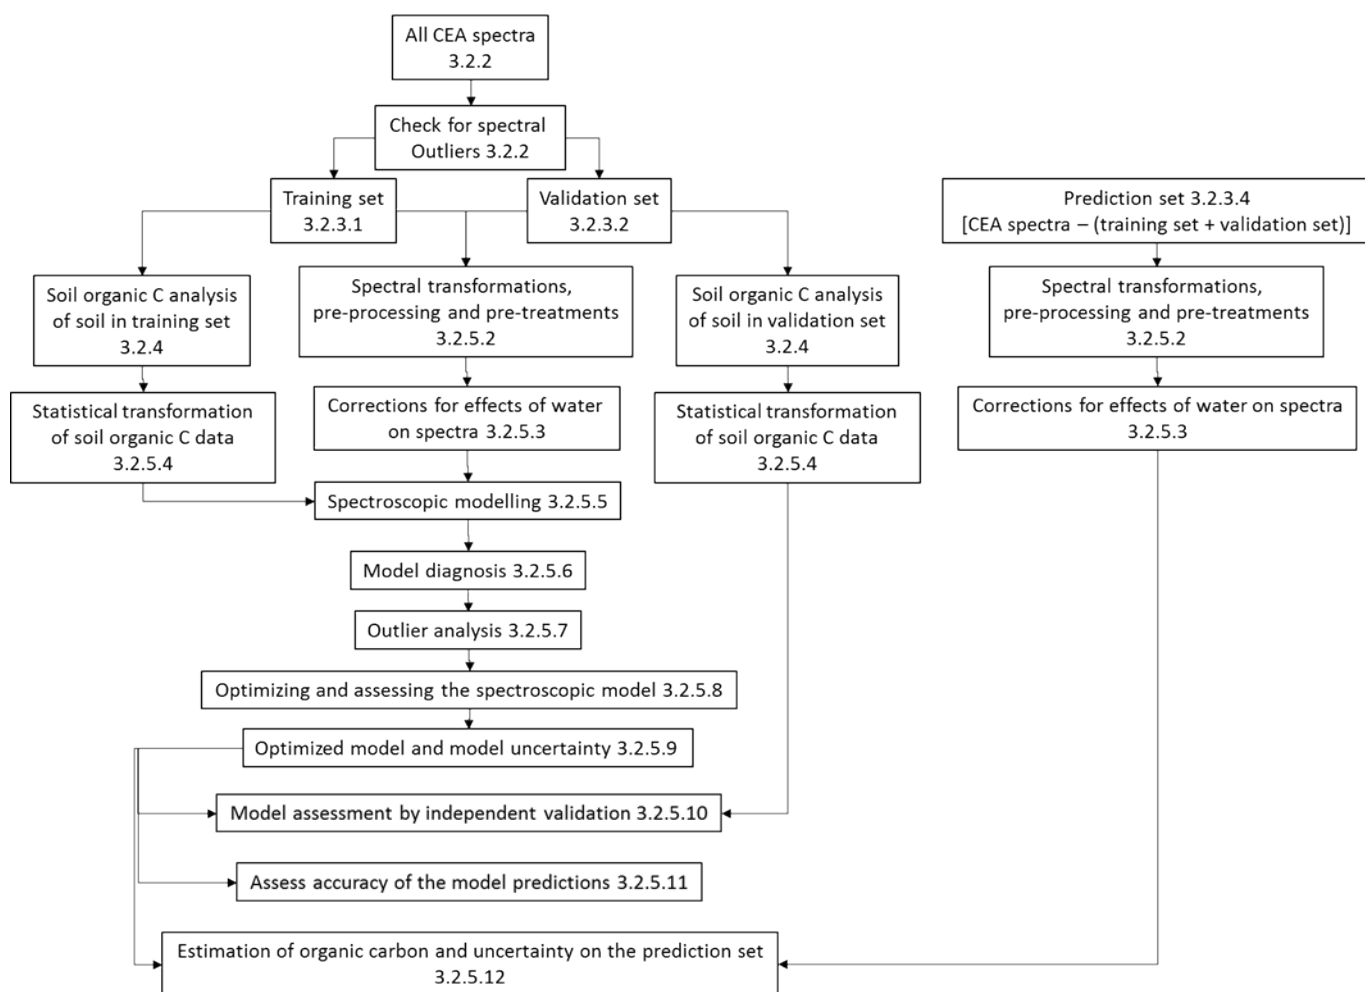 All CEA spectra
3.2.2
Check for spectral
Outliers 3.2.2
Training set
3.2.3.1
Validation set
3.2.3.2
Prediction set 3.2.3.4
[CEA spectra – (training set + validation set)]
Soil organic C analysis
of soil in training set
3.2.4
Spectral transformations,
pre-processing and pre-treatments
3.2.5.2
Soil organic C analysis
of soil in validation set
3.2.4
Spectral transformations,
pre-processing and pre-treatments
3.2.5.2
Statistical transformation
of soil organic C data
3.2.5.4
Corrections for effects of water
on spectra 3.2.5.3
Statistical transformation
of soil organic C data
3.2.5.4
Corrections for effects of water on spectra
3.2.5.3
Spectroscopic modelling 3.2.5.5
Model diagnosis 3.2.5.6
Outlier analysis 3.2.5.7
Optimizing and assessing the spectroscopic model 3.2.5.8
Optimized model and model uncertainty 3.2.5.9
Model assessment by independent validation 3.2.5.10
Assess accuracy of the model predictions 3.2.5.11
Estimation of organic carbon and uncertainty on the prediction set
3.2.5.12